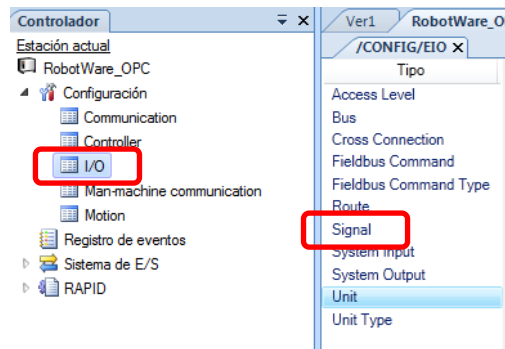 Controlador
Estación actual
RobotWare_OPC
Configuración
Communication
Controller
I/O
Man-machine communication
Motion
Registro de eventos
Sistema de E/S
RAPID
Ver1 RobotWare_O
/CONFIG/EIO
Tipo
Access Level
Bus
Cross Connection
Fieldbus Command
Fieldbus Command Type
Route
Signal
System Input
System Output
Unit
Unit Type